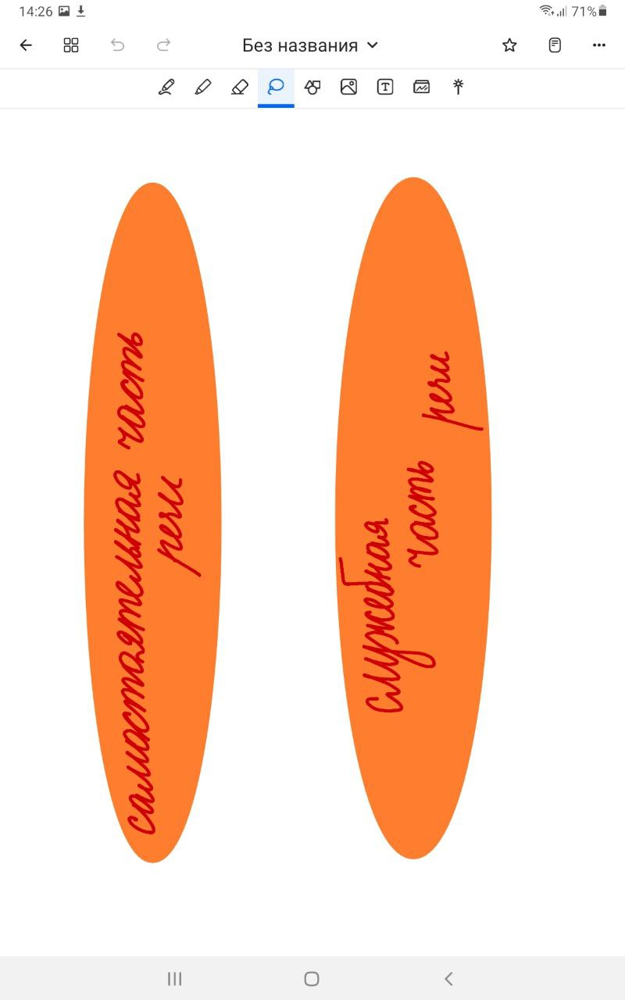 14:26
71%
Без названия
самостаятельная часть
речи
Служебная
часть
речи